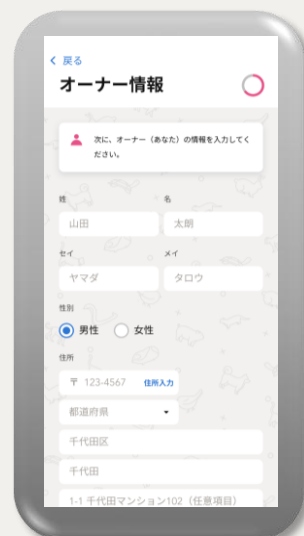 戻る
オーナー情報
次に、オーナー（あなた）の情報を入力してく
ださい。
姓 名
山田 太朗
セイ メイ
ヤマダ タロウ
性別
男性 女性
住所
〒 123-4567 住所入力
都道府県
千代田区
千代田
1-1 千代田マンション102（任意項目）